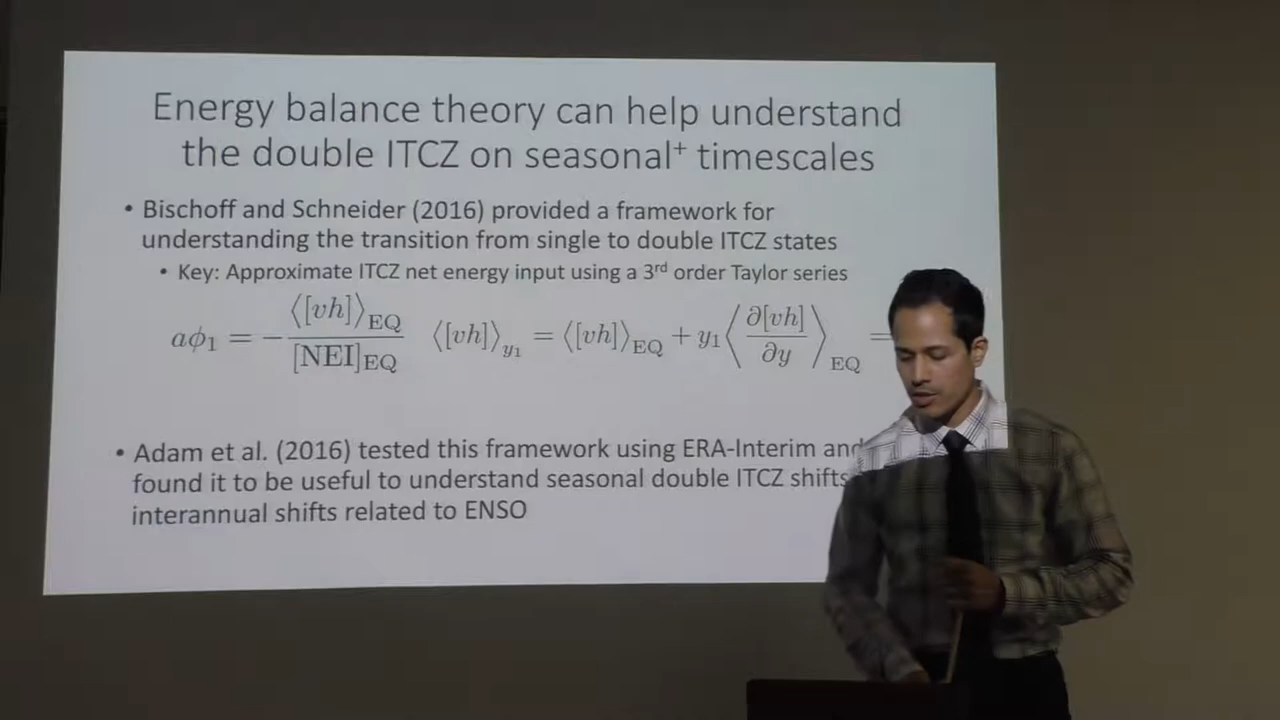 Energy balance theory can help understand
the double ITCZ on seasonal⁺ timescales
• Bischoff and Schneider (2016) provided a framework for
understanding the transition from single to double ITCZ states
• Key: Approximate ITCZ net energy input using a 3rd order Taylor series
aϕ₁ = −⟨[vh]⟩_EQ / [NEI]_EQ   ⟨[vh]⟩_y₁ = ⟨[vh]⟩_EQ + y₁⟨∂[vh]/∂y⟩_EQ =
• Adam et al. (2016) tested this framework using ERA-Interim and
found it to be useful to understand seasonal double ITCZ shifts
interannual shifts related to ENSO